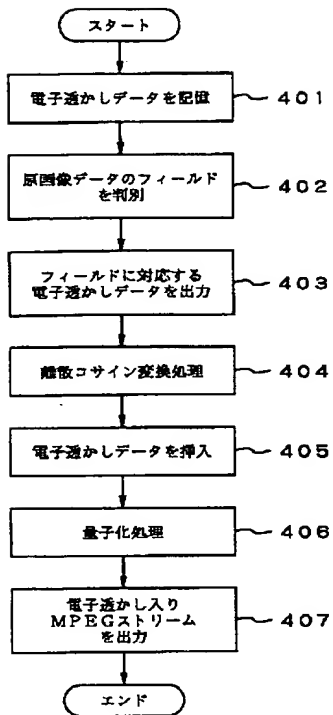 スタート
電子透かしデータを記憶
401
原画像データのフィールド
を判別
402
フィールドに対応する
電子透かしデータを出力
403
離散コサイン変換処理
404
電子透かしデータを挿入
405
量子化処理
406
電子透かし入り
MPEGストリーム
を出力
407
エンド